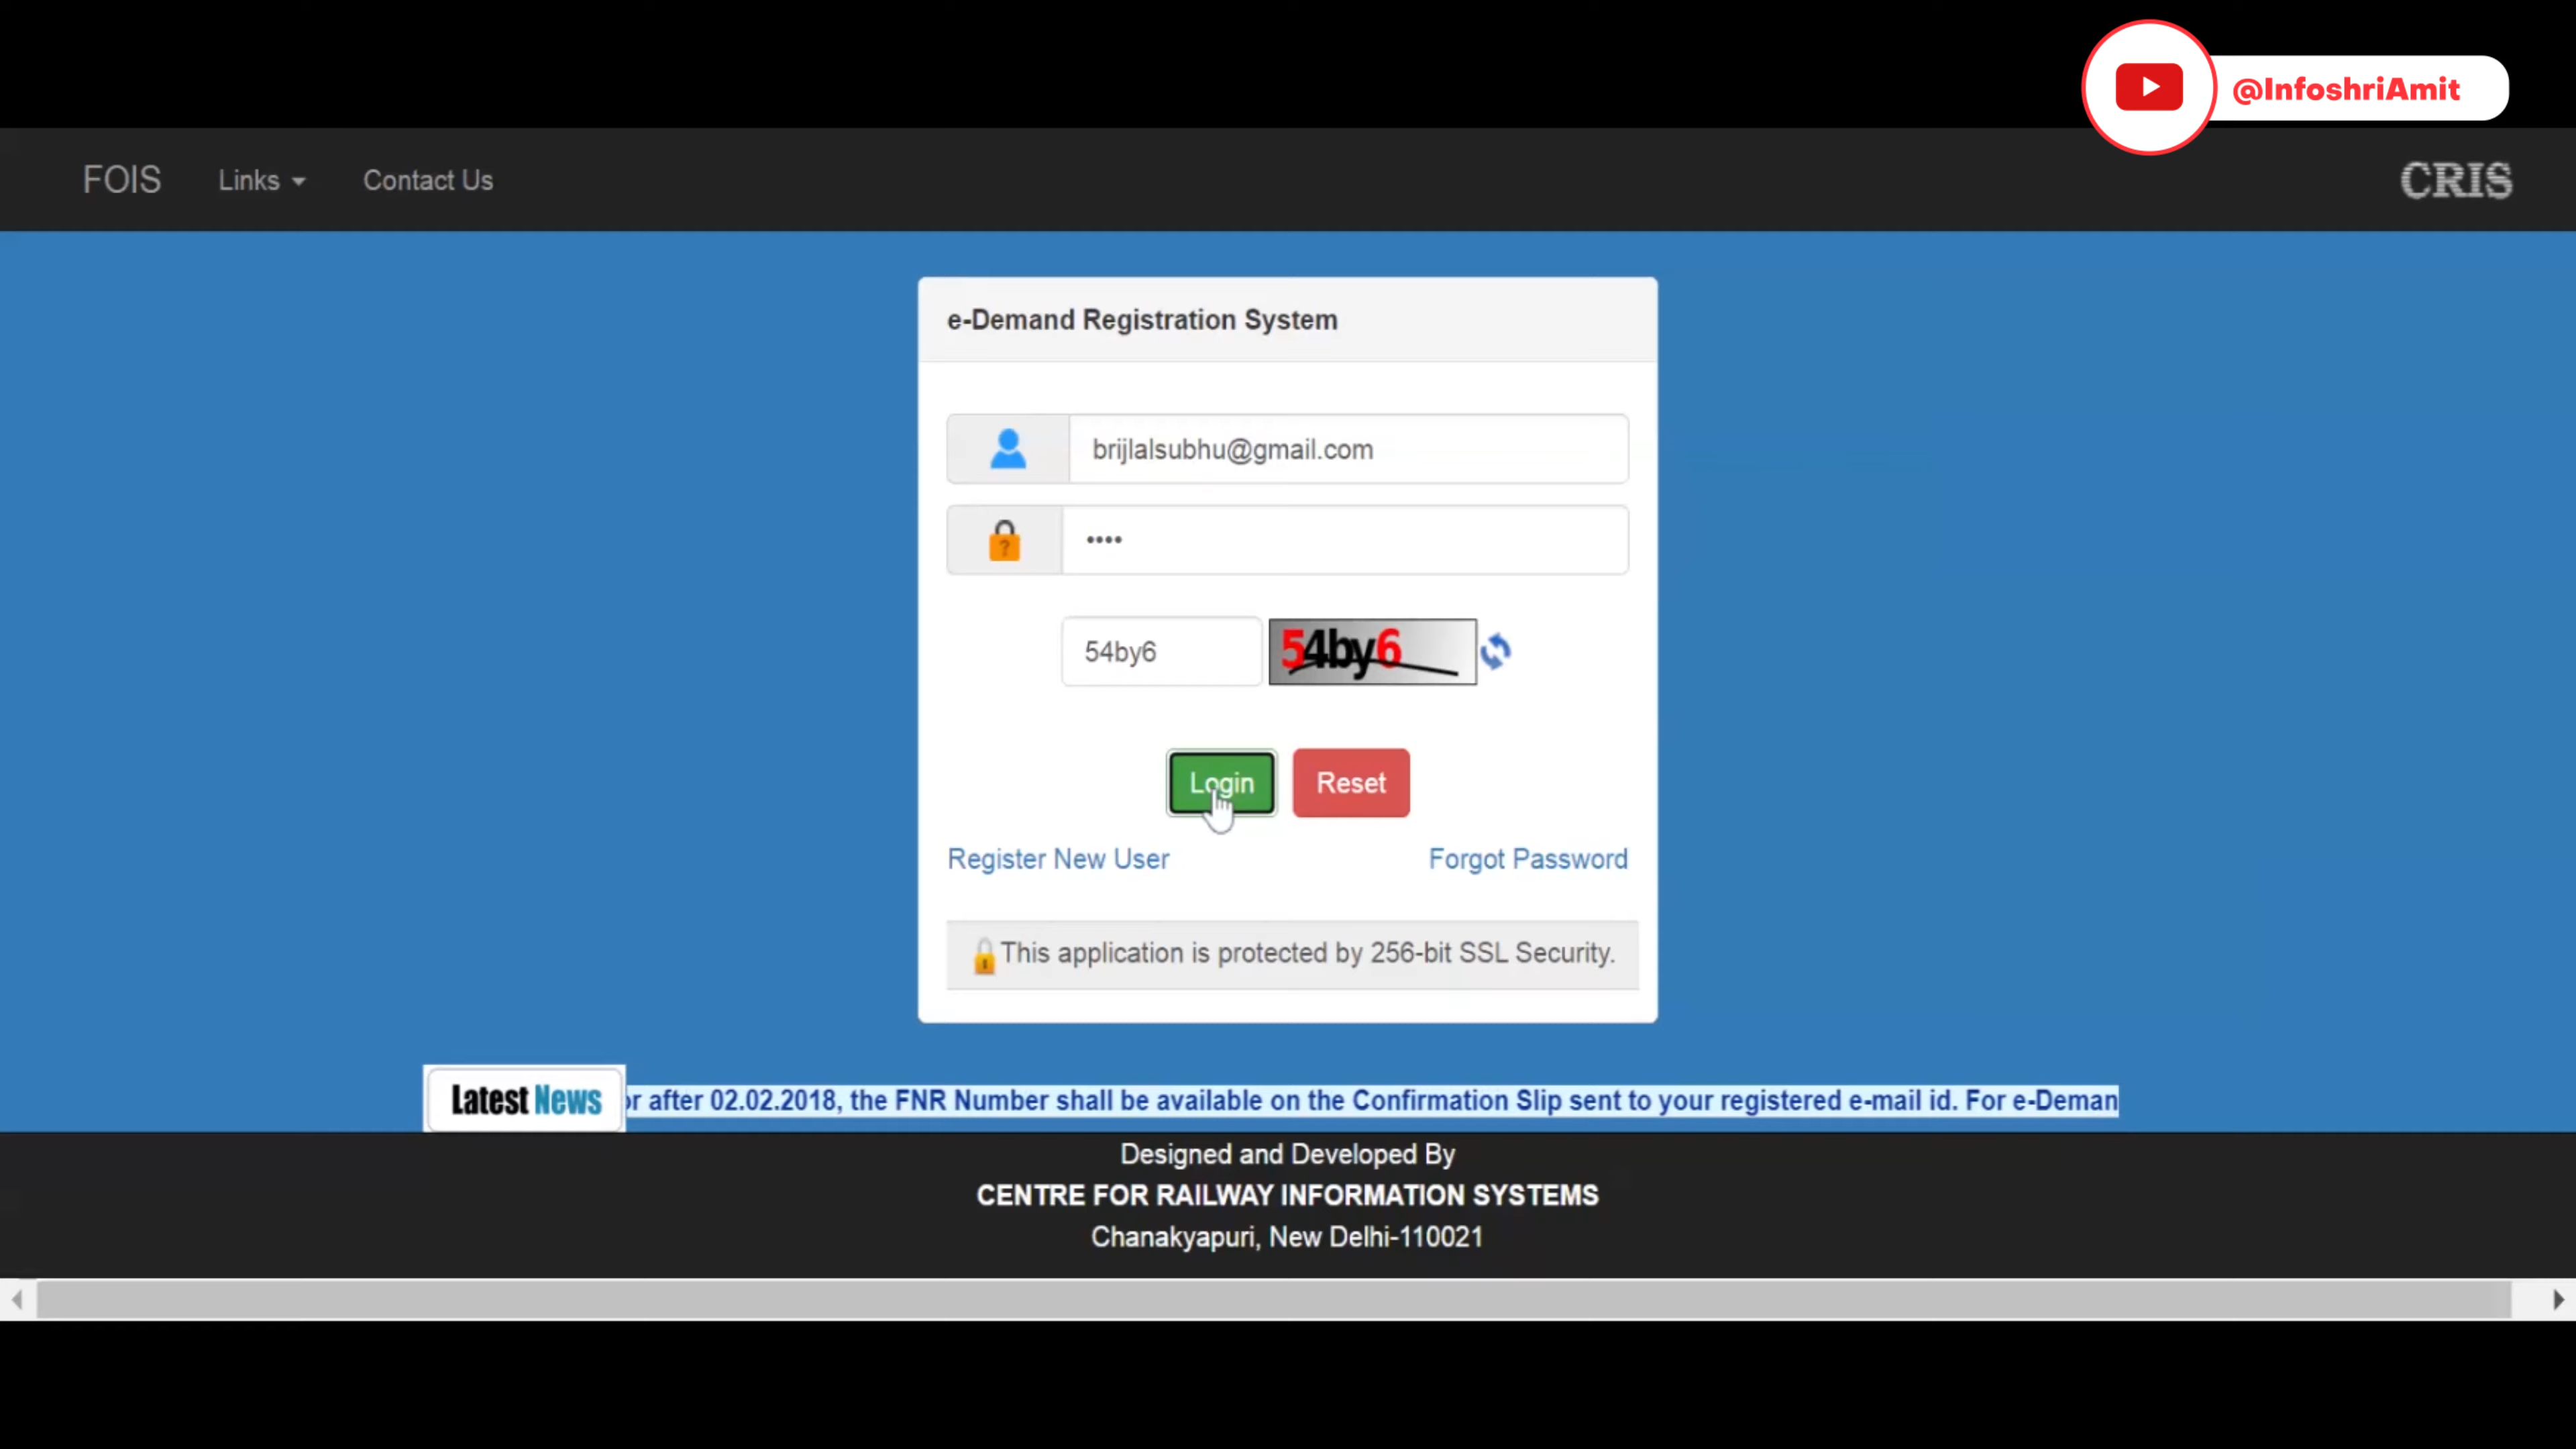 @InfoshriAmit
FOIS Links Contact Us CRIS
e-Demand Registration System
brijlalsubhu@gmail.com
••••
54by6 54by6
Login Reset
Register New User Forgot Password
This application is protected by 256-bit SSL Security.
Latest News or after 02.02.2018, the FNR Number shall be available on the Confirmation Slip sent to your registered e-mail id. For e-Deman
Designed and Developed By
CENTRE FOR RAILWAY INFORMATION SYSTEMS
Chanakyapuri, New Delhi-110021